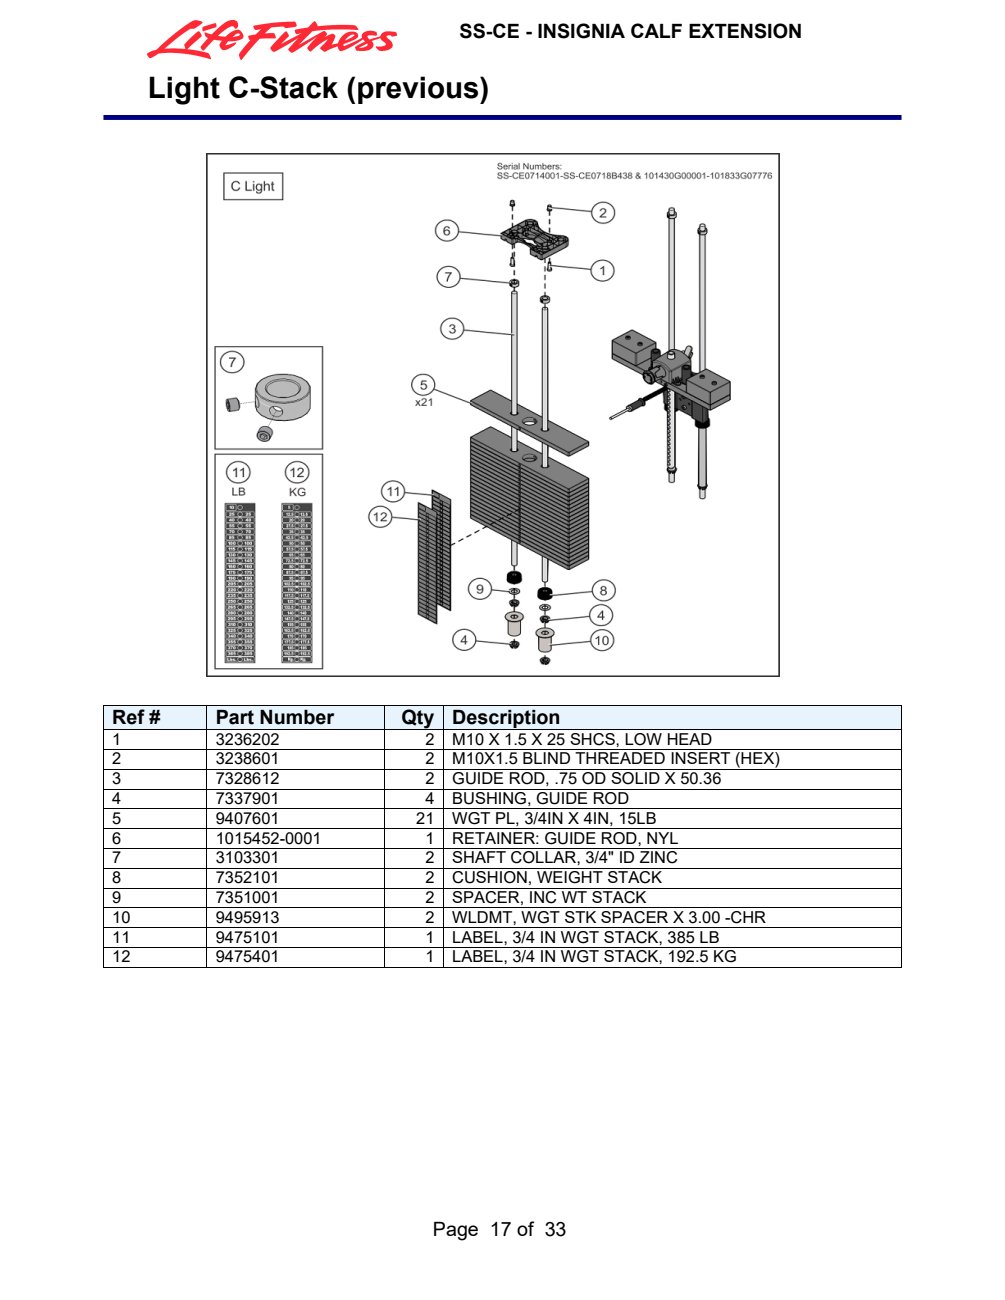 Life Fitness
SS-CE - INSIGNIA CALF EXTENSION
Light C-Stack (previous)
Serial Numbers:
SS-CE0714001-SS-CE0718B438 & 101430G00001-101833G07776
C Light
2
6
1
7
3
7
5
x21
11
LB
12
KG
11
12
9
8
4
4
10
Ref # Part Number Qty Description
1 3236202 2 M10 X 1.5 X 25 SHCS, LOW HEAD
2 3238601 2 M10X1.5 BLIND THREADED INSERT (HEX)
3 7328612 2 GUIDE ROD, .75 OD SOLID X 50.36
4 7337901 4 BUSHING, GUIDE ROD
5 9407601 21 WGT PL, 3/4IN X 4IN, 15LB
6 1015452-0001 1 RETAINER: GUIDE ROD, NYL
7 3103301 2 SHAFT COLLAR, 3/4" ID ZINC
8 7352101 2 CUSHION, WEIGHT STACK
9 7351001 2 SPACER, INC WT STACK
10 9495913 2 WLDMT, WGT STK SPACER X 3.00 -CHR
11 9475101 1 LABEL, 3/4 IN WGT STACK, 385 LB
12 9475401 1 LABEL, 3/4 IN WGT STACK, 192.5 KG
Page 17 of 33